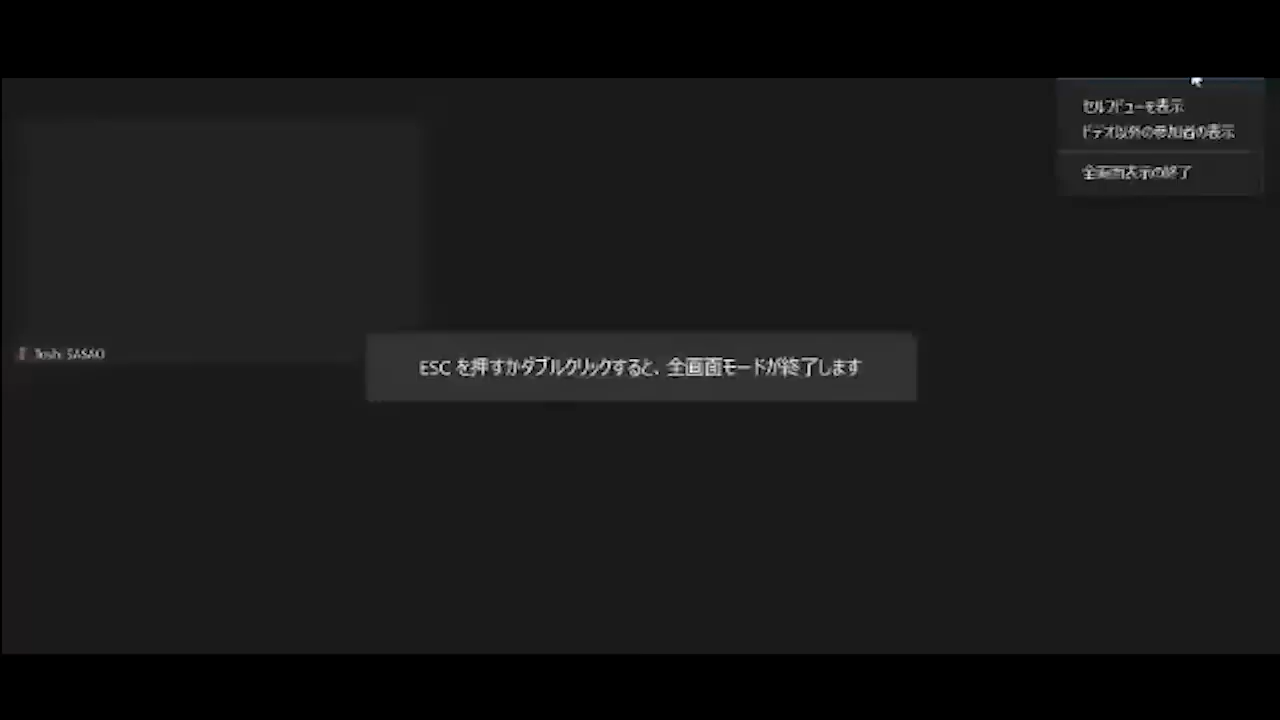 セルフビューを表示
ビデオ以外の参加者の表示
全画面表示の終了
Toshi SASAO
ESC を押すかダブルクリックすると、全画面モードが終了します